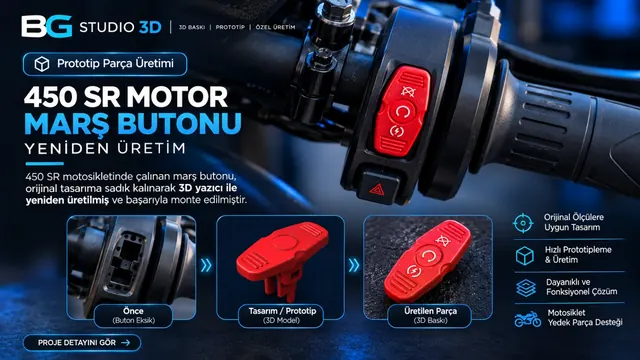 BG STUDIO 3D | 3D BASKI | PROTOTİP | ÖZEL ÜRETİM
Prototip Parça Üretimi
450 SR MOTOR
MARŞ BUTONU
YENİDEN ÜRETİM
450 SR motosikletinde çalınan marş butonu,
orijinal tasarıma sadık kalınarak 3D yazıcı ile
yeniden üretilmiş ve başarıyla monte edilmiştir.
Önce
(Buton Eksik)
Tasarım / Prototip
(3D Model)
Üretilen Parça
(3D Baskı)
Orijinal Ölçülere
Uygun Tasarım
Hızlı Prototipleme
& Üretim
Dayanıklı ve
Fonksiyonel Çözüm
Motosiklet
Yedek Parça Desteği
PROJE DETAYINI GÖR →